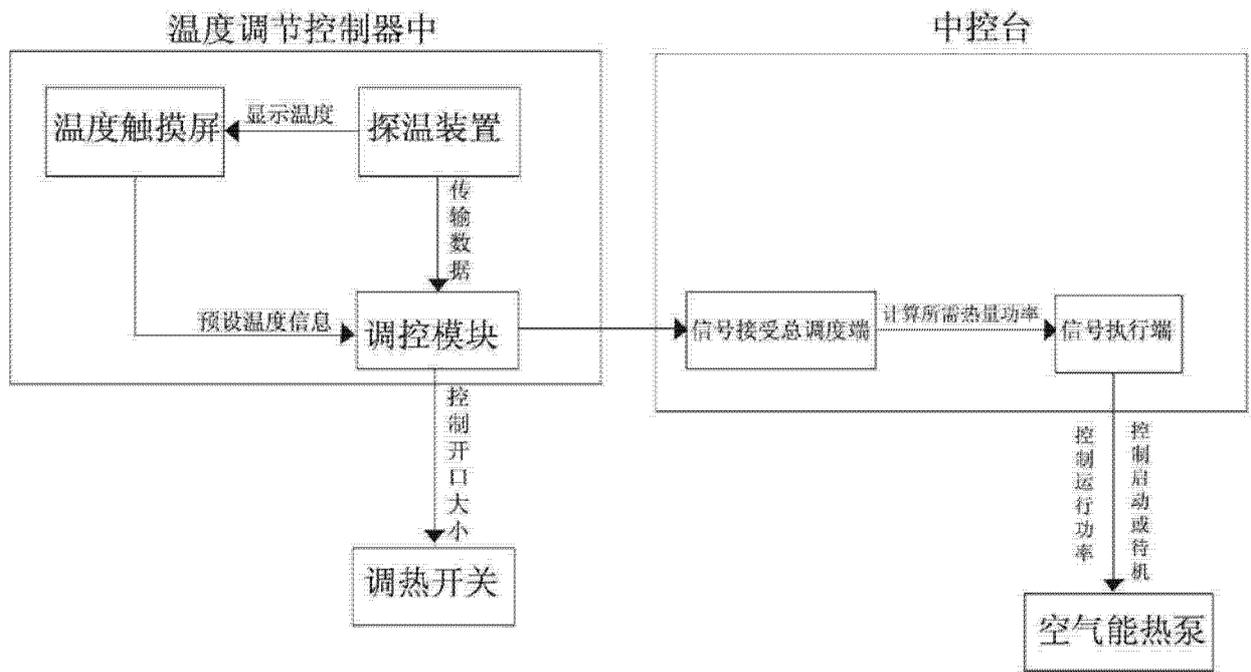 温度调节控制器中
中控台
温度触摸屏
显示温度
探温装置
传输数据
预设温度信息
调控模块
信号接受总调度端
计算所需热量功率
信号执行端
控制开口大小
控制运行功率
控制启动或待机
调热开关
空气能热泵